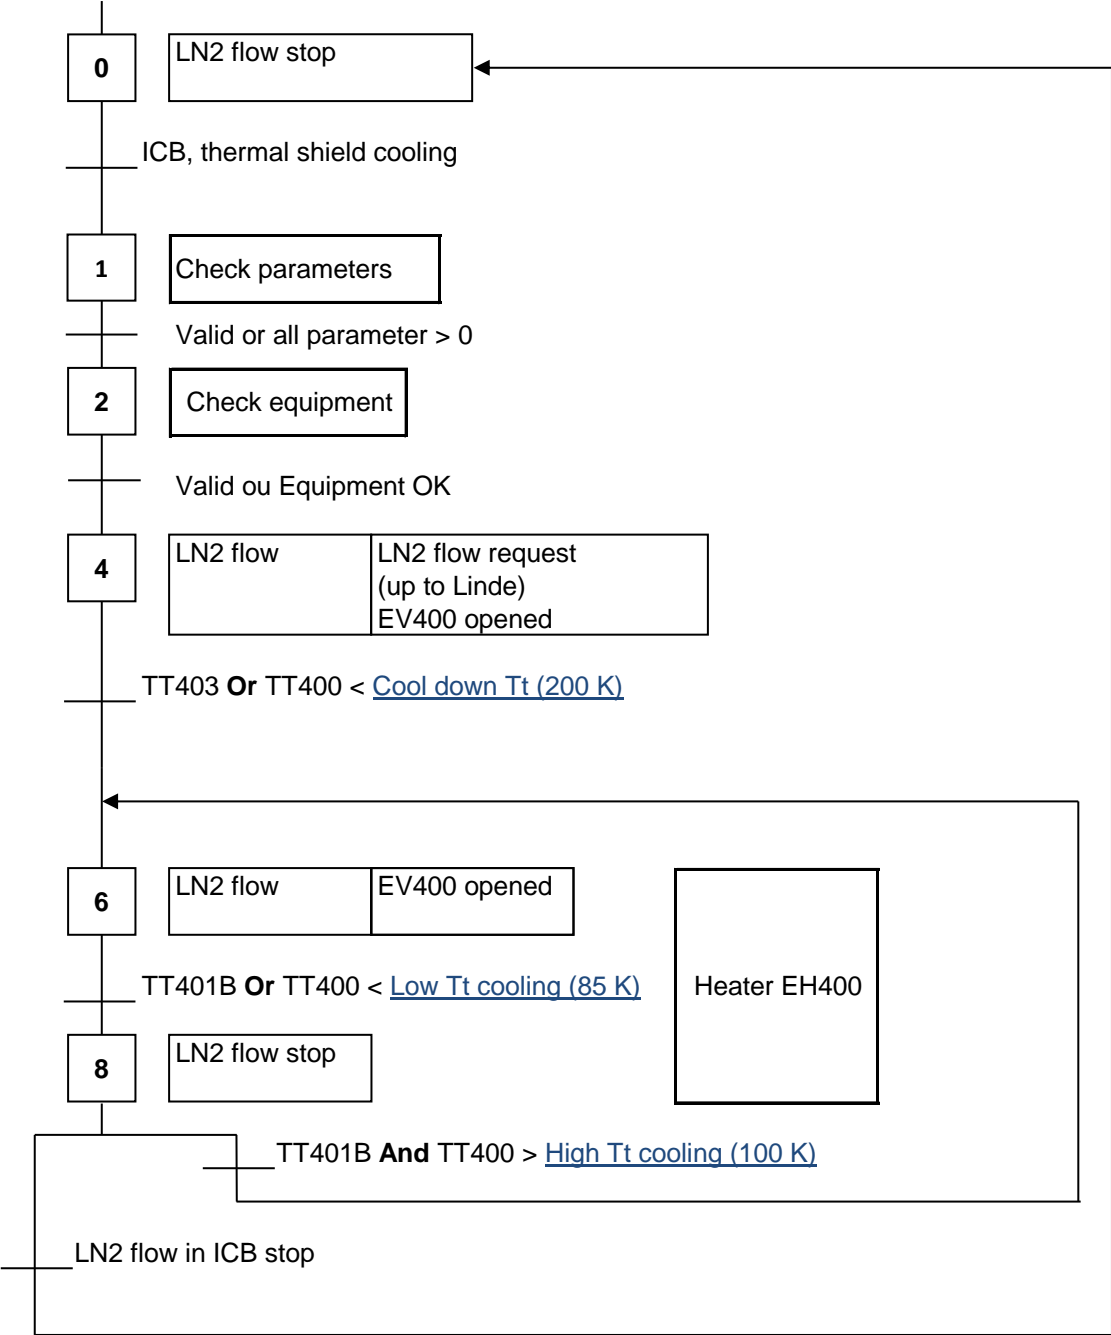 0
LN2 flow stop
ICB, thermal shield cooling
1
Check parameters
Valid or all parameter > 0
2
Check equipment
Valid ou Equipment OK
4
LN2 flow
LN2 flow request
(up to Linde)
EV400 opened
TT403 Or TT400 < Cool down Tt (200 K)
6
LN2 flow
EV400 opened
Heater EH400
TT401B Or TT400 < Low Tt cooling (85 K)
8
LN2 flow stop
TT401B And TT400 > High Tt cooling (100 K)
LN2 flow in ICB stop